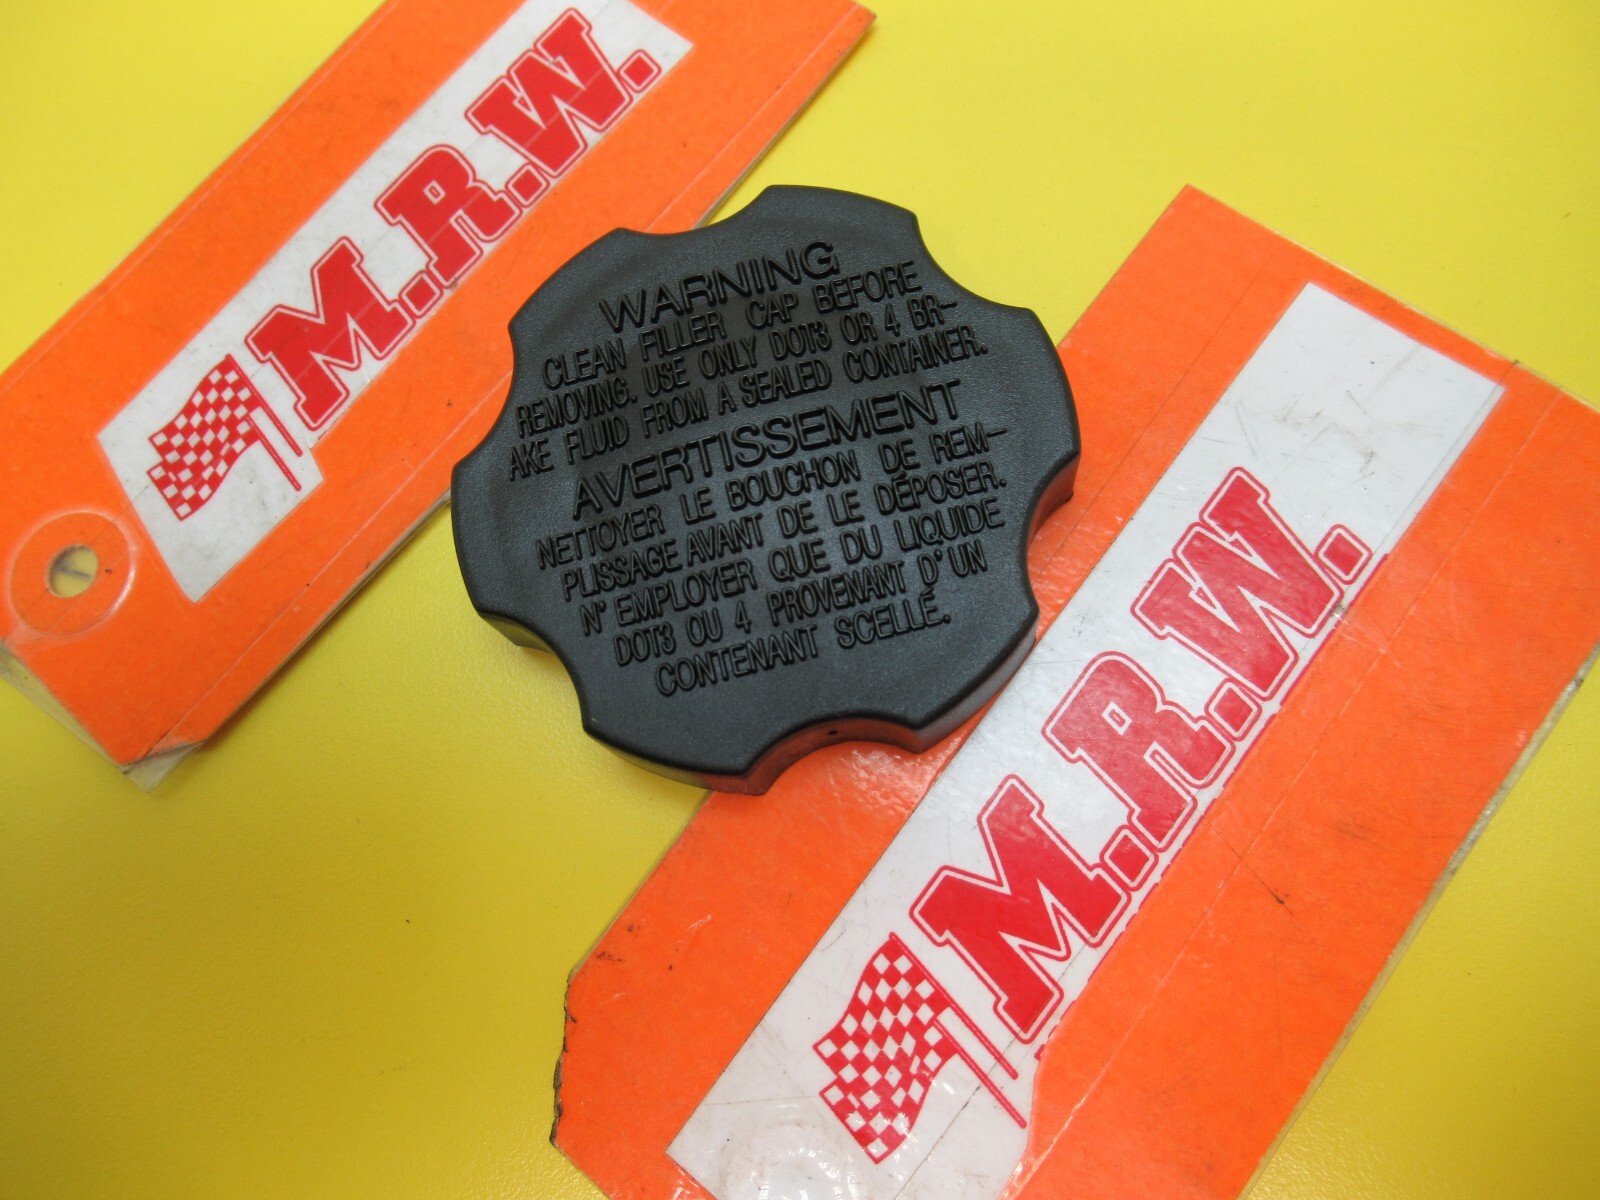 M.R.W.
WARNING
CLEAN FILLER CAP BEFORE
REMOVING. USE ONLY DOT3 OR 4 BR-
AKE FLUID FROM A SEALED CONTAINER.
AVERTISSEMENT
NETTOYER LE BOUCHON DE REM-
PLISSAGE AVANT DE LE DÉPOSER.
N'EMPLOYER QUE DU LIQUIDE
DOT3 OU 4 PROVENANT D'UN
CONTENANT SCELLÉ.
M.R.W.